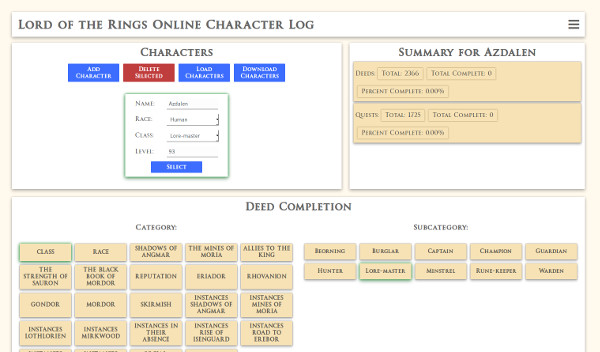 Lord of the Rings Online Character Log
Characters
Add Character
Delete Selected
Load Characters
Download Characters
Name: Azdalen
Race: Human
Class: Lore-master
Level: 93
Select
Summary for Azdalen
Deeds: Total: 2366 Total Complete: 0
Percent Complete: 0.00%
Quests: Total: 1725 Total Complete: 0
Percent Complete: 0.00%
Deed Completion
Category:
Class
Race
Shadows of Angmar
The Mines of Moria
Allies to the King
The Strength of Sauron
The Black Book of Mordor
Reputation
Eriador
Rhovanion
Gondor
Mordor
Skirmish
Instances Shadows of Angmar
Instances Mines of Moria
Instances Lothlorien
Instances Mirkwood
Instances in Their Absence
Instances Rise of Isenguard
Instances Road to Erebor
Subcategory:
Beorning
Burglar
Captain
Champion
Guardian
Hunter
Lore-master
Minstrel
Rune-keeper
Warden